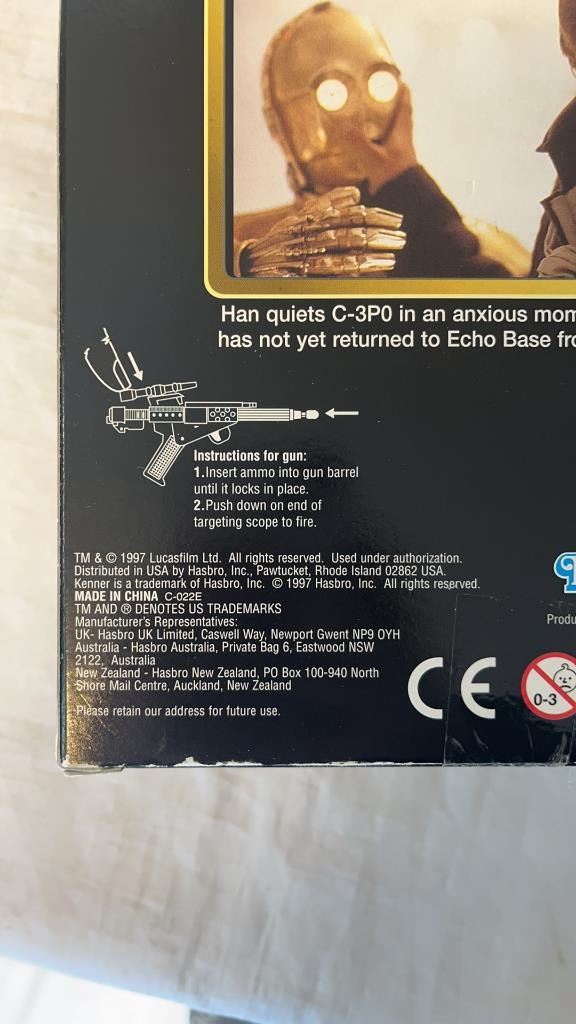 Han quiets C-3P0 in an anxious mom
has not yet returned to Echo Base fro
Instructions for gun:
1.Insert ammo into gun barrel
until it locks in place.
2.Push down on end of
targeting scope to fire.
TM & © 1997 Lucasfilm Ltd. All rights reserved. Used under authorization.
Distributed in USA by Hasbro, Inc., Pawtucket, Rhode Island 02862 USA.
Kenner is a trademark of Hasbro, Inc. © 1997 Hasbro, Inc. All rights reserved.
MADE IN CHINA C-022E
TM AND ® DENOTES US TRADEMARKS
Manufacturer's Representatives:
UK- Hasbro UK Limited, Caswell Way, Newport Gwent NP9 0YH
Australia - Hasbro Australia, Private Bag 6, Eastwood NSW
2122, Australia
New Zealand - Hasbro New Zealand, PO Box 100-940 North
Shore Mail Centre, Auckland, New Zealand
Please retain our address for future use.
Produ
CE
0-3